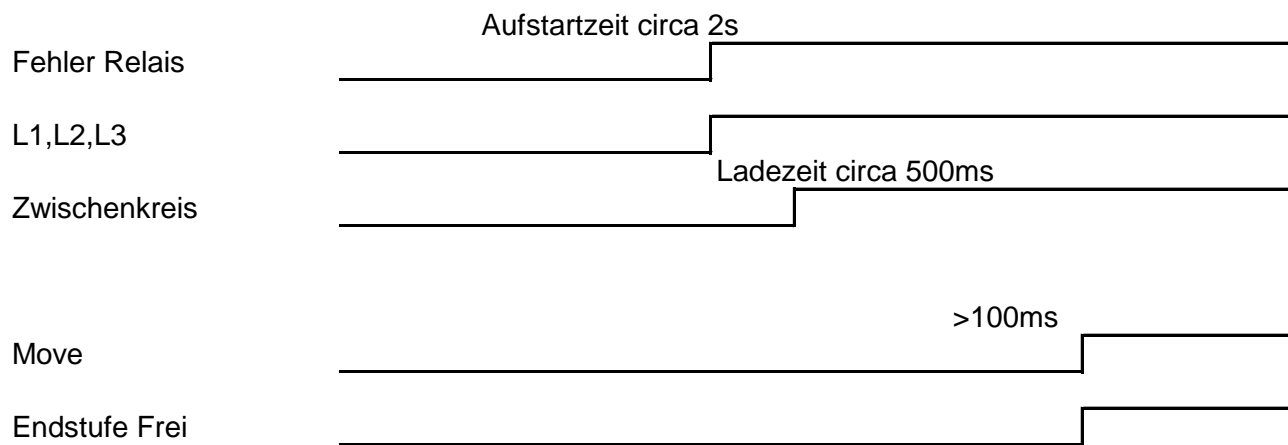 Aufstartzeit circa 2s
Fehler Relais
L1,L2,L3
Ladezeit circa 500ms
Zwischenkreis
>100ms
Move
Endstufe Frei